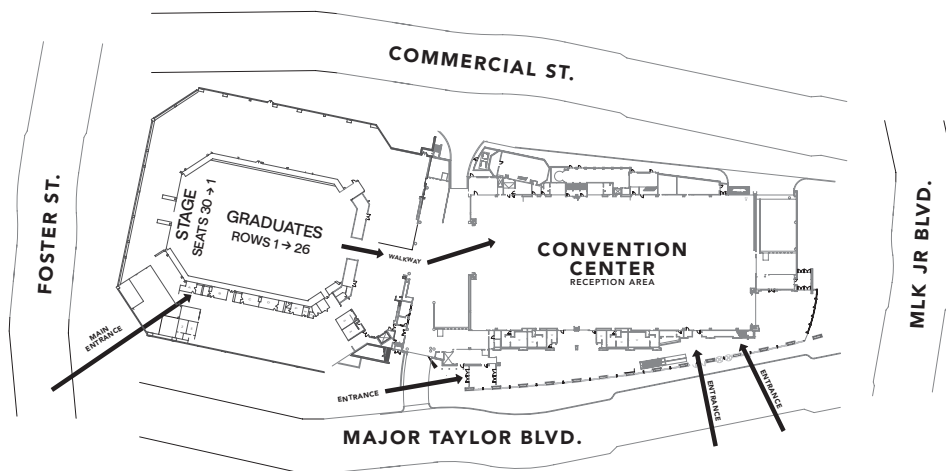 COMMERCIAL ST.
FOSTER ST.
STAGE
SEATS 30 → 1
GRADUATES
ROWS 1 → 26
WALKWAY
CONVENTION
CENTER
RECEPTION AREA
MLK JR BLVD.
MAIN
ENTRANCE
ENTRANCE
ENTRANCE
ENTRANCE
MAJOR TAYLOR BLVD.